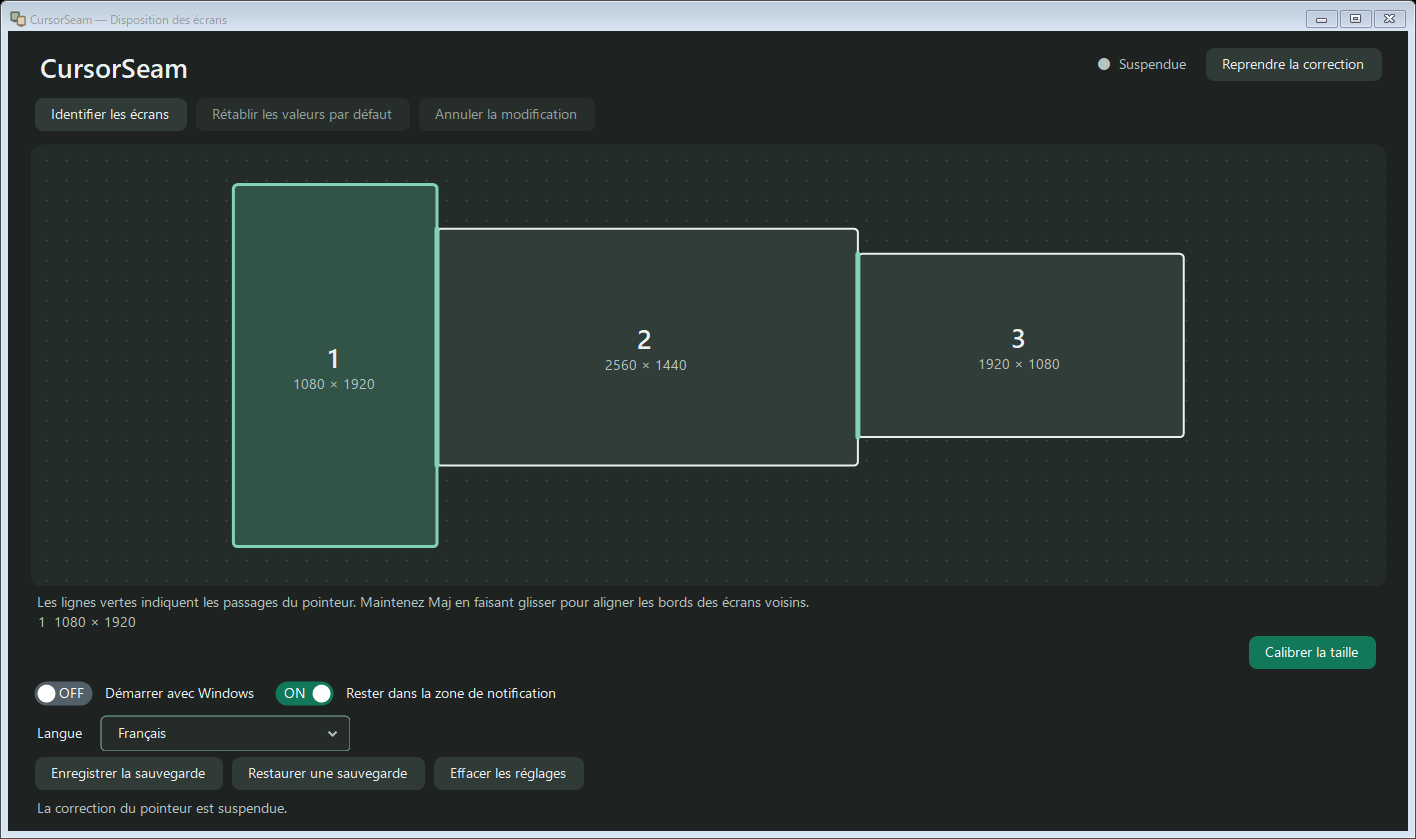 CursorSeam — Disposition des écrans
CursorSeam
Suspendue
Reprendre la correction
Identifier les écrans
Rétablir les valeurs par défaut
Annuler la modification
1
1080 × 1920
2
2560 × 1440
3
1920 × 1080
Les lignes vertes indiquent les passages du pointeur. Maintenez Maj en faisant glisser pour aligner les bords des écrans voisins.
1 1080 × 1920
Calibrer la taille
OFF
Démarrer avec Windows
ON
Rester dans la zone de notification
Langue
Français
Enregistrer la sauvegarde
Restaurer une sauvegarde
Effacer les réglages
La correction du pointeur est suspendue.